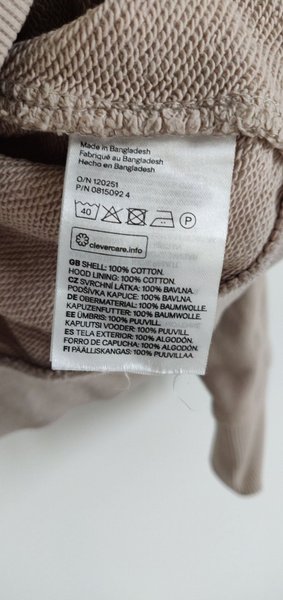 Made in Bangladesh
Fabriqué au Bangladesh
Hecho en Bangladesh
O/N 120251
P/N 0815092 4
40 P
clevercare.info
GB SHELL: 100% COTTON.
HOOD LINING: 100% COTTON.
CZ SVRCHNÍ LÁTKA: 100% BAVLNA.
PODŠÍVKA KAPUCE: 100% BAVLNA.
DE OBERMATERIAL: 100% BAUMWOLLE.
KAPUZENFUTTER: 100% BAUMWOLLE.
EE ÜMBRIS: 100% PUUVILL.
KAPUUTSI VOODER: 100% PUUVILL.
ES TELA EXTERIOR: 100% ALGODÓN.
FORRO DE CAPUCHA: 100% ALGODÓN.
FI PÄÄLLISKANGAS: 100% PUUVILLAA.